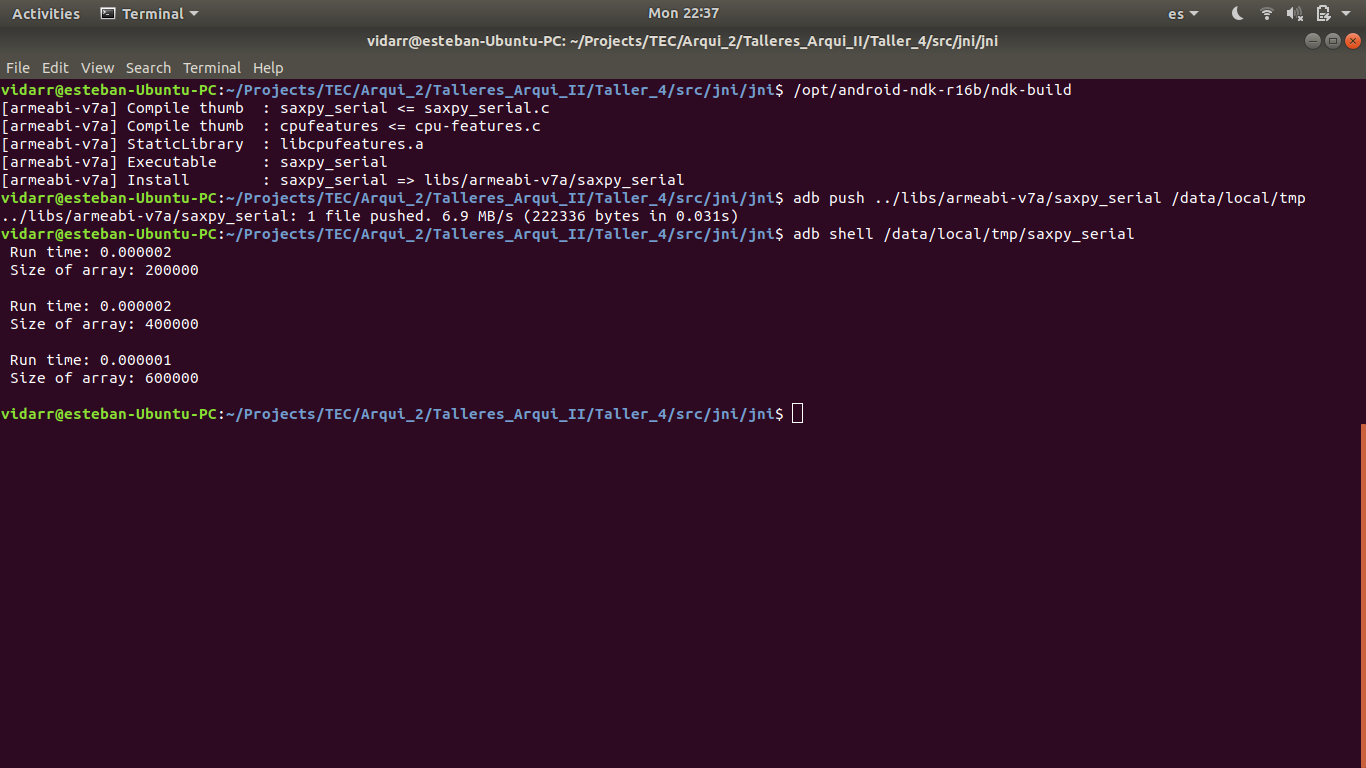 Activities Terminal Mon 22:37 es
vidarr@esteban-Ubuntu-PC: ~/Projects/TEC/Arqui_2/Talleres_Arqui_II/Taller_4/src/jni/jni
File Edit View Search Terminal Help
vidarr@esteban-Ubuntu-PC:~/Projects/TEC/Arqui_2/Talleres_Arqui_II/Taller_4/src/jni/jni$ /opt/android-ndk-r16b/ndk-build
[armeabi-v7a] Compile thumb  : saxpy_serial <= saxpy_serial.c
[armeabi-v7a] Compile thumb  : cpufeatures <= cpu-features.c
[armeabi-v7a] StaticLibrary  : libcpufeatures.a
[armeabi-v7a] Executable     : saxpy_serial
[armeabi-v7a] Install        : saxpy_serial => libs/armeabi-v7a/saxpy_serial
vidarr@esteban-Ubuntu-PC:~/Projects/TEC/Arqui_2/Talleres_Arqui_II/Taller_4/src/jni/jni$ adb push ../libs/armeabi-v7a/saxpy_serial /data/local/tmp
../libs/armeabi-v7a/saxpy_serial: 1 file pushed. 6.9 MB/s (222336 bytes in 0.031s)
vidarr@esteban-Ubuntu-PC:~/Projects/TEC/Arqui_2/Talleres_Arqui_II/Taller_4/src/jni/jni$ adb shell /data/local/tmp/saxpy_serial
Run time: 0.000002
Size of array: 200000
Run time: 0.000002
Size of array: 400000
Run time: 0.000001
Size of array: 600000
vidarr@esteban-Ubuntu-PC:~/Projects/TEC/Arqui_2/Talleres_Arqui_II/Taller_4/src/jni/jni$